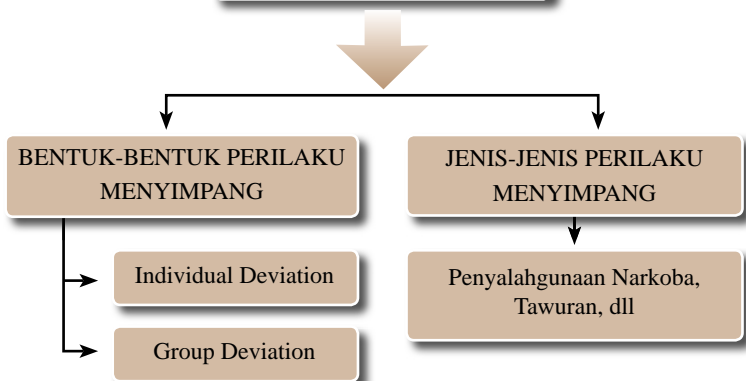 BENTUK-BENTUK PERILAKU
MENYIMPANG
Individual Deviation
Group Deviation
JENIS-JENIS PERILAKU
MENYIMPANG
Penyalahgunaan Narkoba,
Tawuran, dll